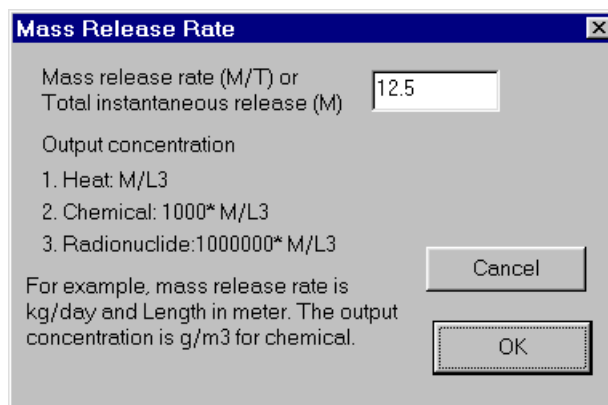 Mass Release Rate
Mass release rate (M/T) or
Total instantaneous release (M)
12.5
Output concentration
1. Heat: M/L3
2. Chemical: 1000* M/L3
3. Radionuclide:1000000* M/L3
For example, mass release rate is
kg/day and Length in meter. The output
concentration is g/m3 for chemical.
Cancel
OK